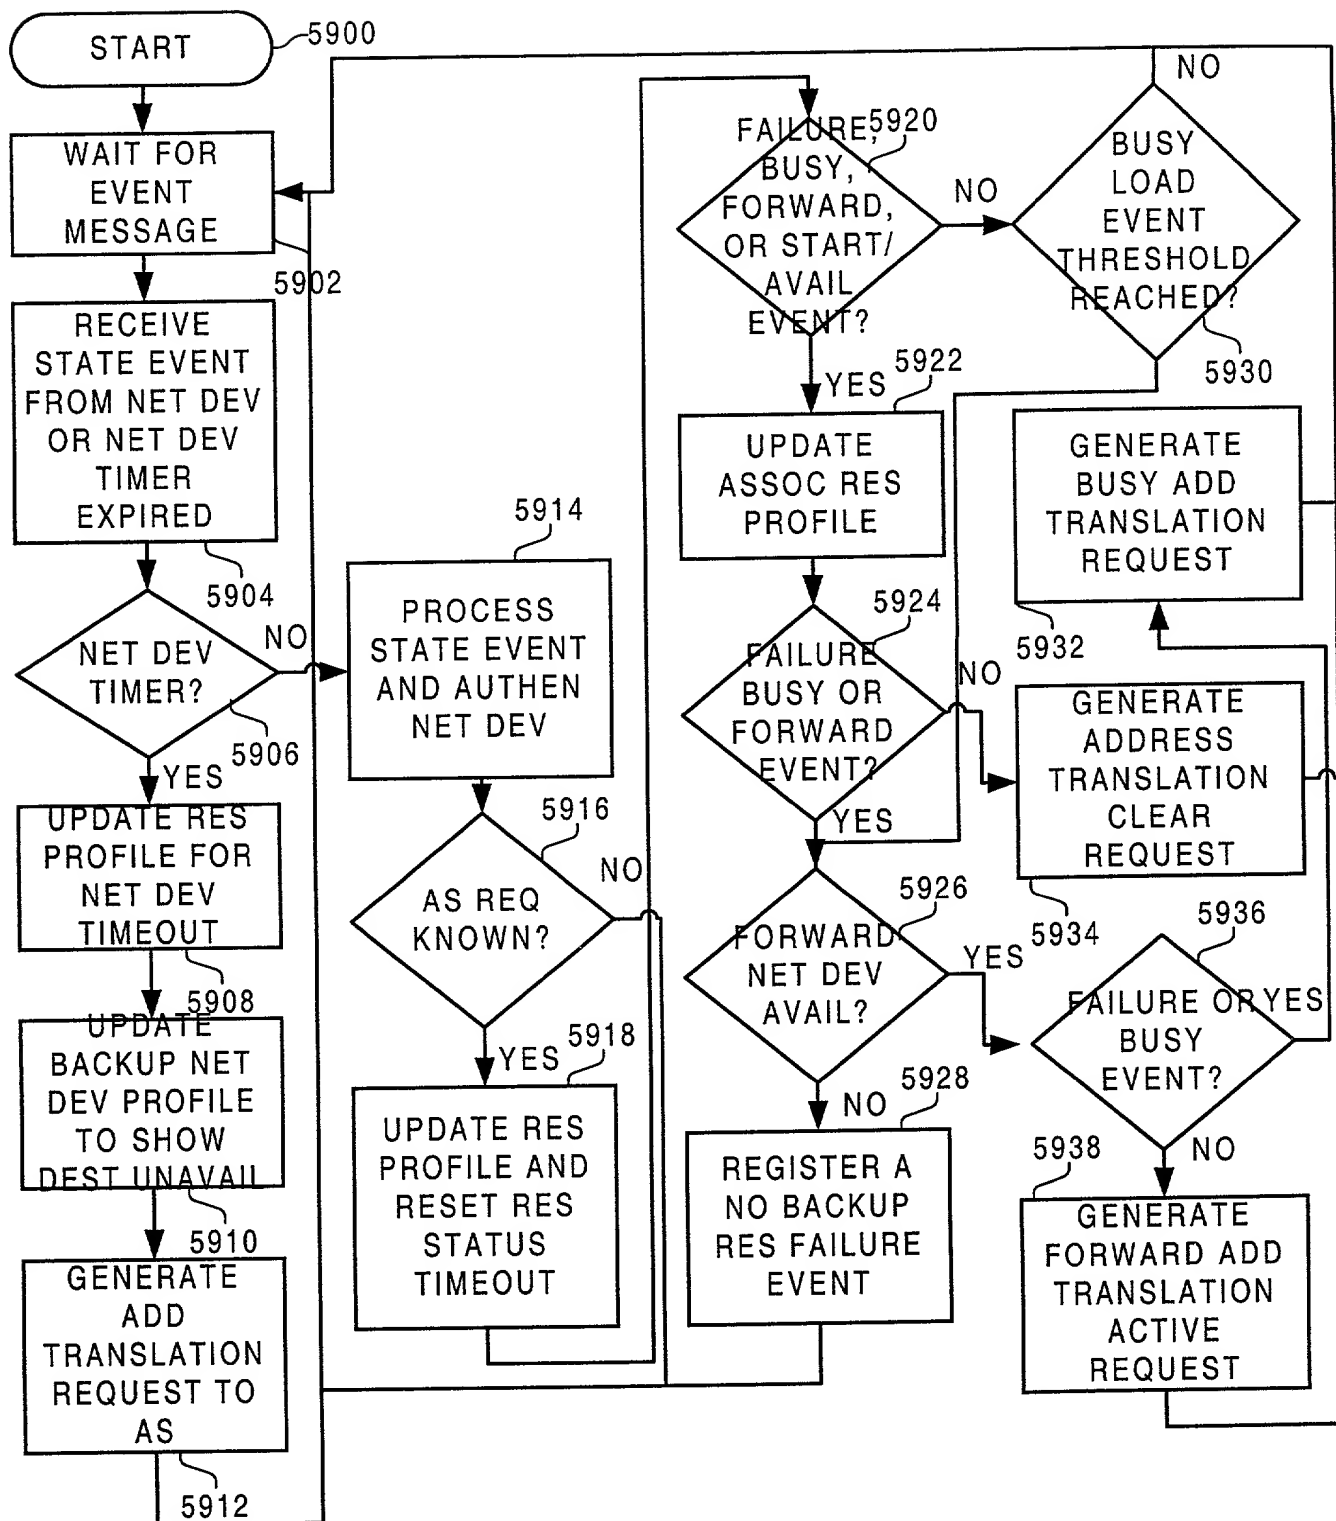 START
5900
WAIT FOR
EVENT
MESSAGE
5902
RECEIVE
STATE EVENT
FROM NET DEV
OR NET DEV
TIMER
EXPIRED
5904
NET DEV
TIMER?
NO
5906
YES
UPDATE RES
PROFILE FOR
NET DEV
TIMEOUT
5908
UPDATE
BACKUP NET
DEV PROFILE
TO SHOW
DEST UNAVAIL
5910
GENERATE
ADD
TRANSLATION
REQUEST TO
AS
5912
5914
PROCESS
STATE EVENT
AND AUTHEN
NET DEV
5916
AS REQ
KNOWN?
NO
YES
5918
UPDATE RES
PROFILE AND
RESET RES
STATUS
TIMEOUT
5920
FAILURE,
BUSY,
FORWARD,
OR START/
AVAIL
EVENT?
NO
YES
5922
UPDATE
ASSOC RES
PROFILE
5924
FAILURE
BUSY OR
FORWARD
EVENT?
NO
YES
5926
FORWARD
NET DEV
AVAIL?
YES
NO
5928
REGISTER A
NO BACKUP
RES FAILURE
EVENT
NO
BUSY
LOAD
EVENT
THRESHOLD
REACHED?
5930
GENERATE
BUSY ADD
TRANSLATION
REQUEST
5932
GENERATE
ADDRESS
TRANSLATION
CLEAR
REQUEST
5934
5936
FAILURE OR
BUSY
EVENT?
YES
NO
5938
GENERATE
FORWARD ADD
TRANSLATION
ACTIVE
REQUEST